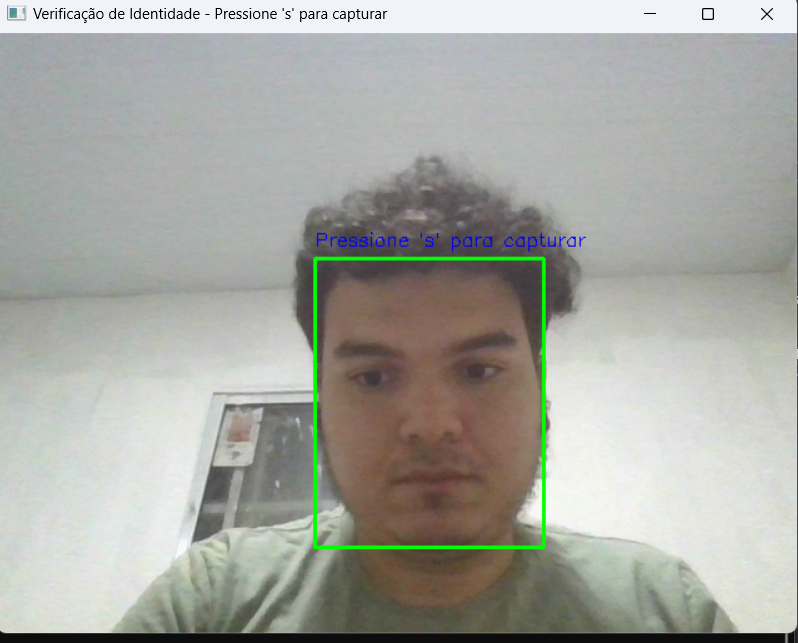 Verificação de Identidade - Pressione 's' para capturar
Pressione 's' para capturar